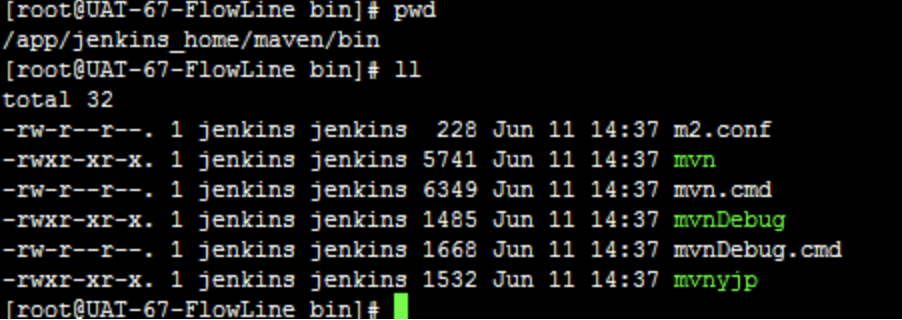 [root@UAT-67-FlowLine bin]# pwd
/app/jenkins_home/maven/bin
[root@UAT-67-FlowLine bin]# ll
total 32
-rw-r--r--. 1 jenkins jenkins  228 Jun 11 14:37 m2.conf
-rwxr-xr-x. 1 jenkins jenkins 5741 Jun 11 14:37 mvn
-rw-r--r--. 1 jenkins jenkins 6349 Jun 11 14:37 mvn.cmd
-rwxr-xr-x. 1 jenkins jenkins 1485 Jun 11 14:37 mvnDebug
-rw-r--r--. 1 jenkins jenkins 1668 Jun 11 14:37 mvnDebug.cmd
-rwxr-xr-x. 1 jenkins jenkins 1532 Jun 11 14:37 mvnyjp
[root@UAT-67-FlowLine bin]#